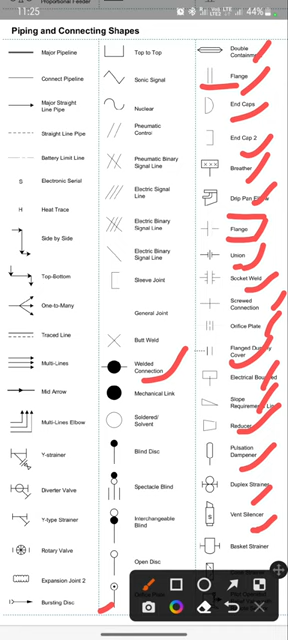 11:25
44%
Proportional Feeder
Piping and Connecting Shapes
Major Pipeline
Connect Pipeline
Major Straight
Line Pipe
Straight Line Pipe
Battery Limit Line
S
Electronic Serial
H
Heat Trace
Side by Side
Top-Bottom
One-to-Many
Traced Line
Multi-Lines
Mid Arrow
Multi-Lines Elbow
Y-strainer
Diverter Valve
Y-type Strainer
Rotary Valve
Expansion Joint 2
Bursting Disc
Top to Top
Sonic Signal
Nuclear
Pneumatic
Control
Pneumatic Binary
Signal Line
Electric Signal
Line
Electric Binary
Signal Line
Electric Binary
Signal Line
Sleeve Joint
General Joint
Butt Weld
Welded
Connection
Mechanical Link
Soldered/
Solvent
Blind Disc
Spectacle Blind
Interchangeable
Blind
Open Disc
Orifice Plate
Double
Containment
Flange
End Caps
End Cap 2
Breather
Drip Pan Elbow
Flange
Union
Socket Weld
Screwed
Connection
Orifice Plate
Flanged Dummy
Cover
Electrical Bounded
Slope
Requirement Line
Reducer
Pulsation
Dampener
Duplex Strainer
S
Vent Silencer
Basket Strainer